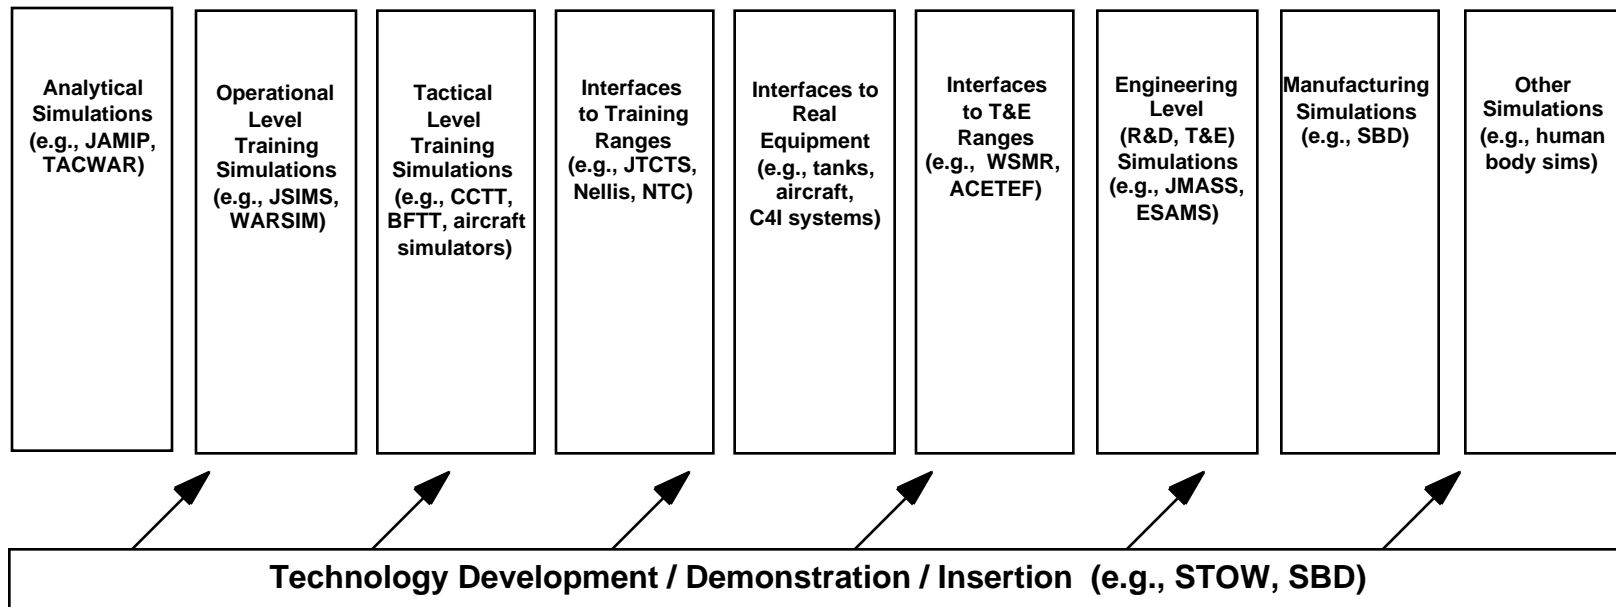 Analytical
Simulations
(e.g., JAMIP,
TACWAR)
Operational
Level
Training
Simulations
(e.g., JSIMS,
WARSIM)
Tactical
Level
Training
Simulations
(e.g., CCTT,
BFTT, aircraft
simulators)
Interfaces
to Training
Ranges
(e.g., JTCTS,
Nellis, NTC)
Interfaces to
Real
Equipment
(e.g., tanks,
aircraft,
C4I systems)
Interfaces
to T&E
Ranges
(e.g., WSMR,
ACETEF)
Engineering
Level
(R&D, T&E)
Simulations
(e.g., JMASS,
ESAMS)
Manufacturing
Simulations
(e.g., SBD)
Other
Simulations
(e.g., human
body sims)
Technology Development / Demonstration / Insertion (e.g., STOW, SBD)